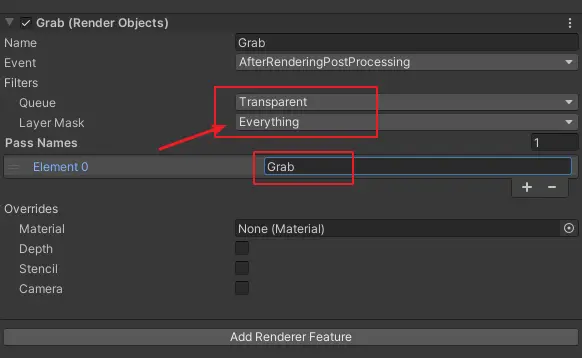 Grab (Render Objects)
Name Grab
Event AfterRenderingPostProcessing
Filters
Queue Transparent
Layer Mask Everything
Pass Names 1
Element 0 Grab
+ −
Overrides
Material None (Material)
Depth
Stencil
Camera
Add Renderer Feature